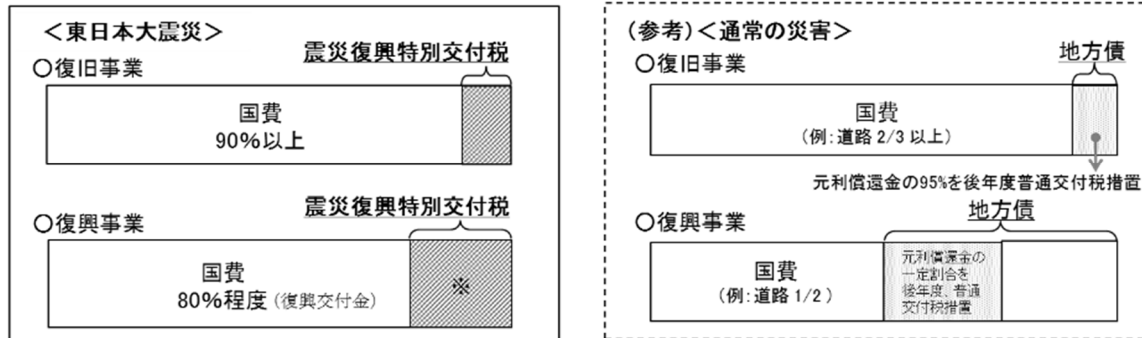 ＜東日本大震災＞
震災復興特別交付税
○復旧事業
国費
90%以上
震災復興特別交付税
○復興事業
国費
80%程度（復興交付金）
※
（参考）＜通常の災害＞
地方債
○復旧事業
国費
（例：道路 2/3 以上）
元利償還金の95%を後年度普通交付税措置
地方債
○復興事業
国費
（例：道路 1/2 ）
元利償還金の
一定割合を
後年度、普通
交付税措置